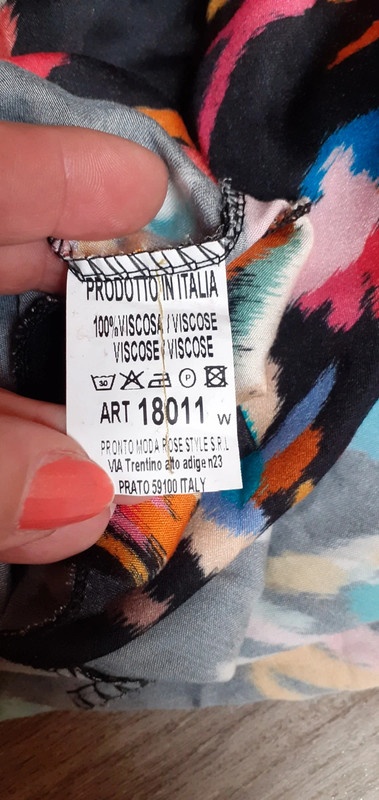 PRODOTTO IN ITALIA
100% VISCOSA / VISCOSE
VISCOSE / VISCOSE
30 P
ART 18011 W
PRONTO MODA ROSE STYLE S.R.L
VIA Trentino alto adige n23
PRATO 59100 ITALY